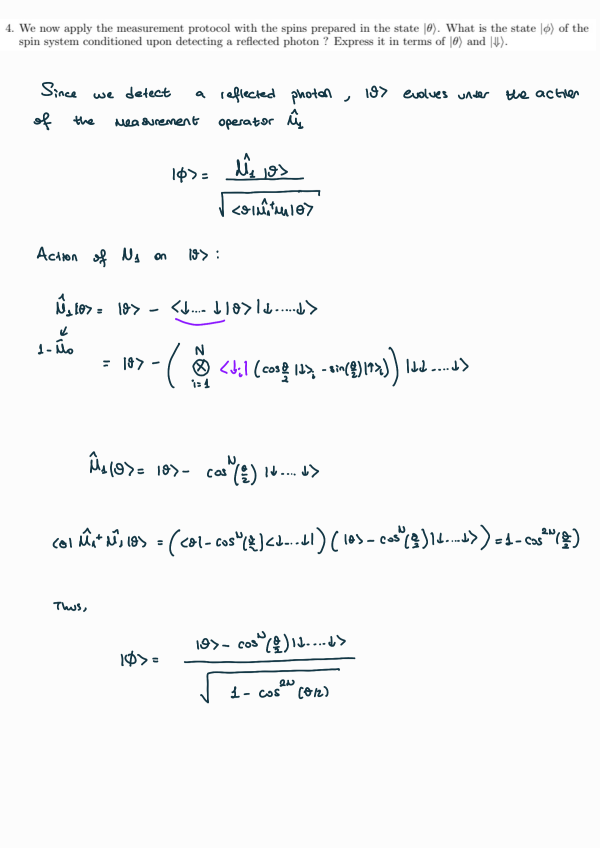 4. We now apply the measurement protocol with the spins prepared in the state |θ⟩. What is the state |ϕ⟩ of the
spin system conditioned upon detecting a reflected photon ? Express it in terms of |θ⟩ and |⇓⟩.
Since we detect a reflected photon , |θ> evolves under the action
of the measurement operator M̂₁
|ϕ> = M̂₁ |θ> / √<θ|M̂₁⁺M₁|θ>
Action of M₁ on |θ> :
M̂₁|θ> = |θ> - <↓.... ↓|θ>|↓.....↓>
1 - M̂₀
= |θ> - ( ⊗ᵢ₌₁ᴺ <↓ᵢ| (cos θ/2 |↓>ᵢ - sin(θ/2)|↑>ᵢ) ) |↓↓ ....↓>
M̂₁|θ> = |θ> - cosᴺ(θ/2) |↓.... ↓>
<θ| M̂₁⁺ M̂₁ |θ> = (<θ| - cosᴺ(θ/2)<↓...↓|) (|θ> - cosᴺ(θ/2)|↓....↓>) = 1 - cos²ᴺ(θ/2)
Thus,
|ϕ> = |θ> - cosᴺ(θ/2)|↓....↓> / √1 - cos²ᴺ(θ/2)